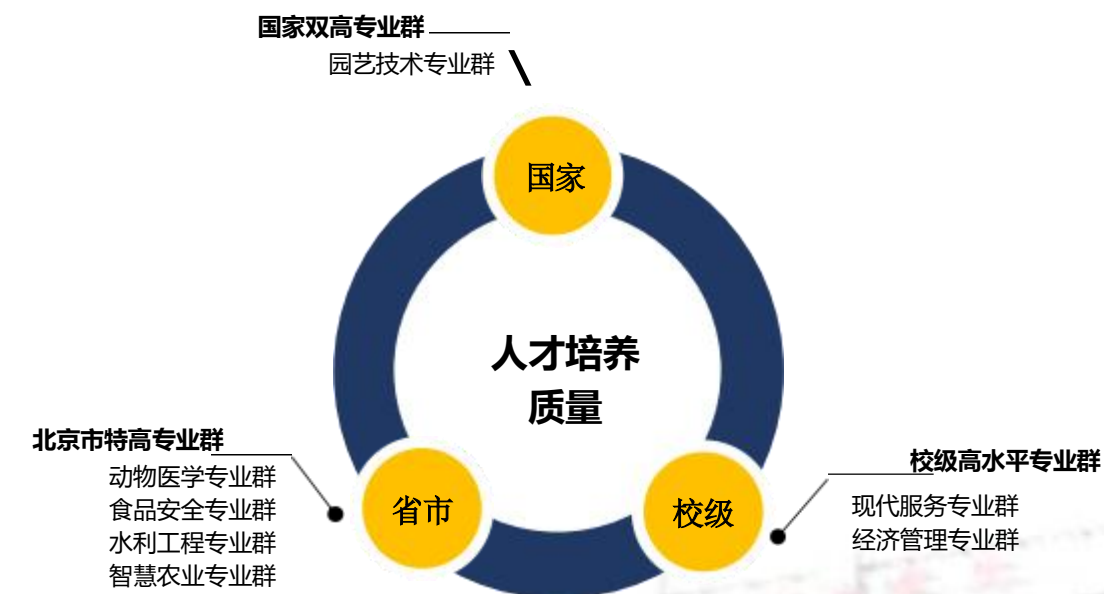 国家双高专业群
园艺技术专业群
国家
人才培养
质量
北京市特高专业群
动物医学专业群
食品安全专业群
水利工程专业群
智慧农业专业群
省市
校级
校级高水平专业群
现代服务专业群
经济管理专业群